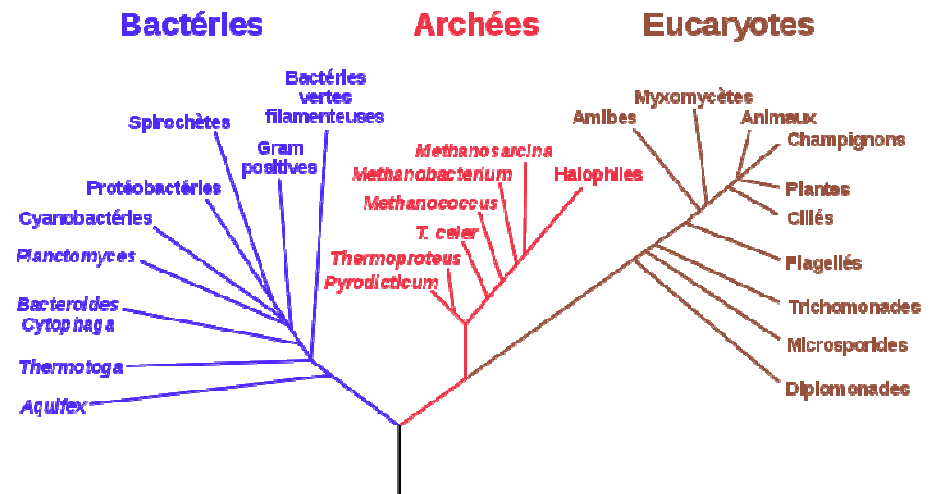 Bactéries
Archées
Eucaryotes
Bactéries
vertes
filamenteuses
Spirochètes
Gram
positives
Protéobactéries
Cyanobactéries
Planctomyces
Bacteroides
Cytophaga
Thermotoga
Aquifex
Methanosarcina
Methanobacterium
Halophiles
Methanococcus
T. celer
Thermoproteus
Pyrodicticum
Myxomycètes
Amibes
Animaux
Champignons
Plantes
Ciliés
Flagellés
Trichomonades
Microsporides
Diplomonades